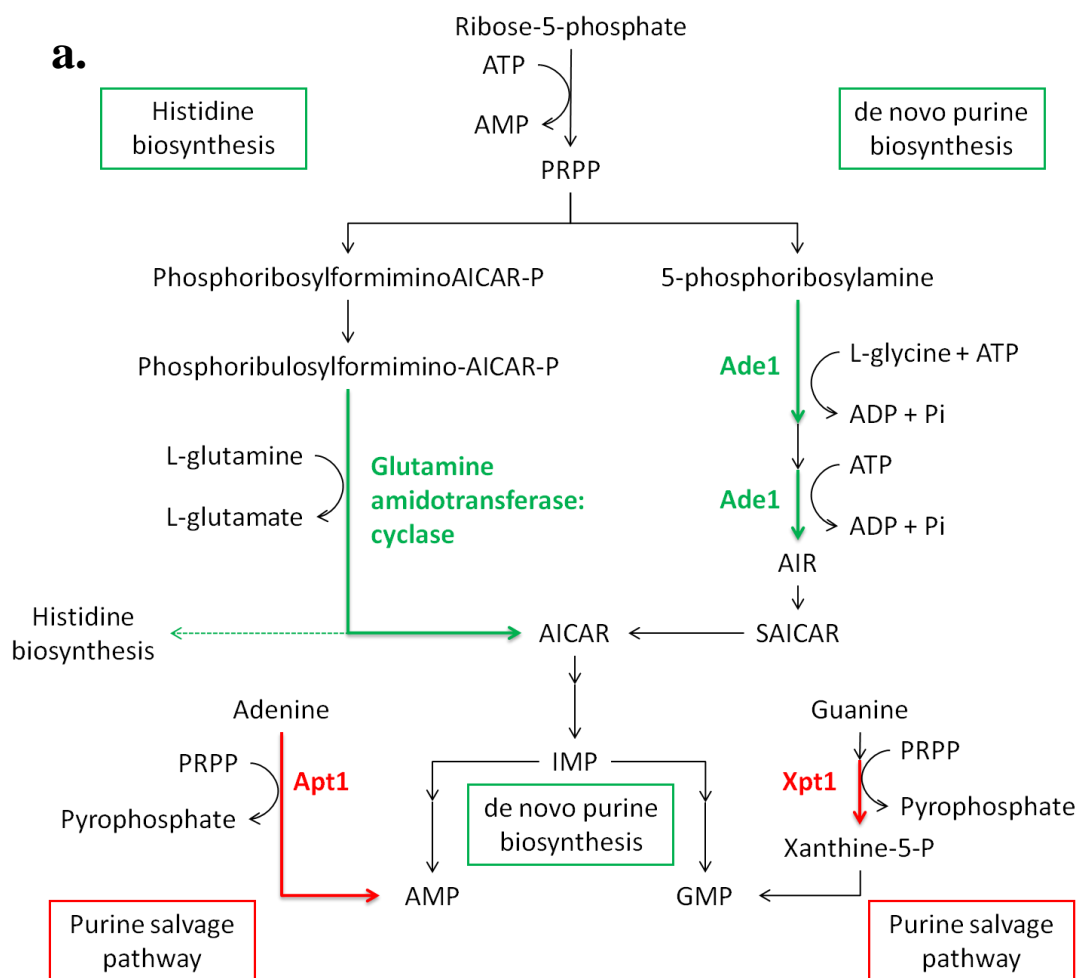 a.
Ribose-5-phosphate
ATP
AMP
PRPP
Histidine
biosynthesis
de novo purine
biosynthesis
PhosphoribosylformiminoAICAR-P
5-phosphoribosylamine
Phosphoribulosylformimino-AICAR-P
Ade1
L-glycine + ATP
ADP + Pi
L-glutamine
L-glutamate
Glutamine
amidotransferase:
cyclase
Ade1
ATP
ADP + Pi
AIR
Histidine
biosynthesis
AICAR
SAICAR
Adenine
PRPP
Pyrophosphate
Apt1
IMP
de novo purine
biosynthesis
Guanine
PRPP
Xpt1
Pyrophosphate
Xanthine-5-P
AMP
GMP
Purine salvage
pathway
Purine salvage
pathway